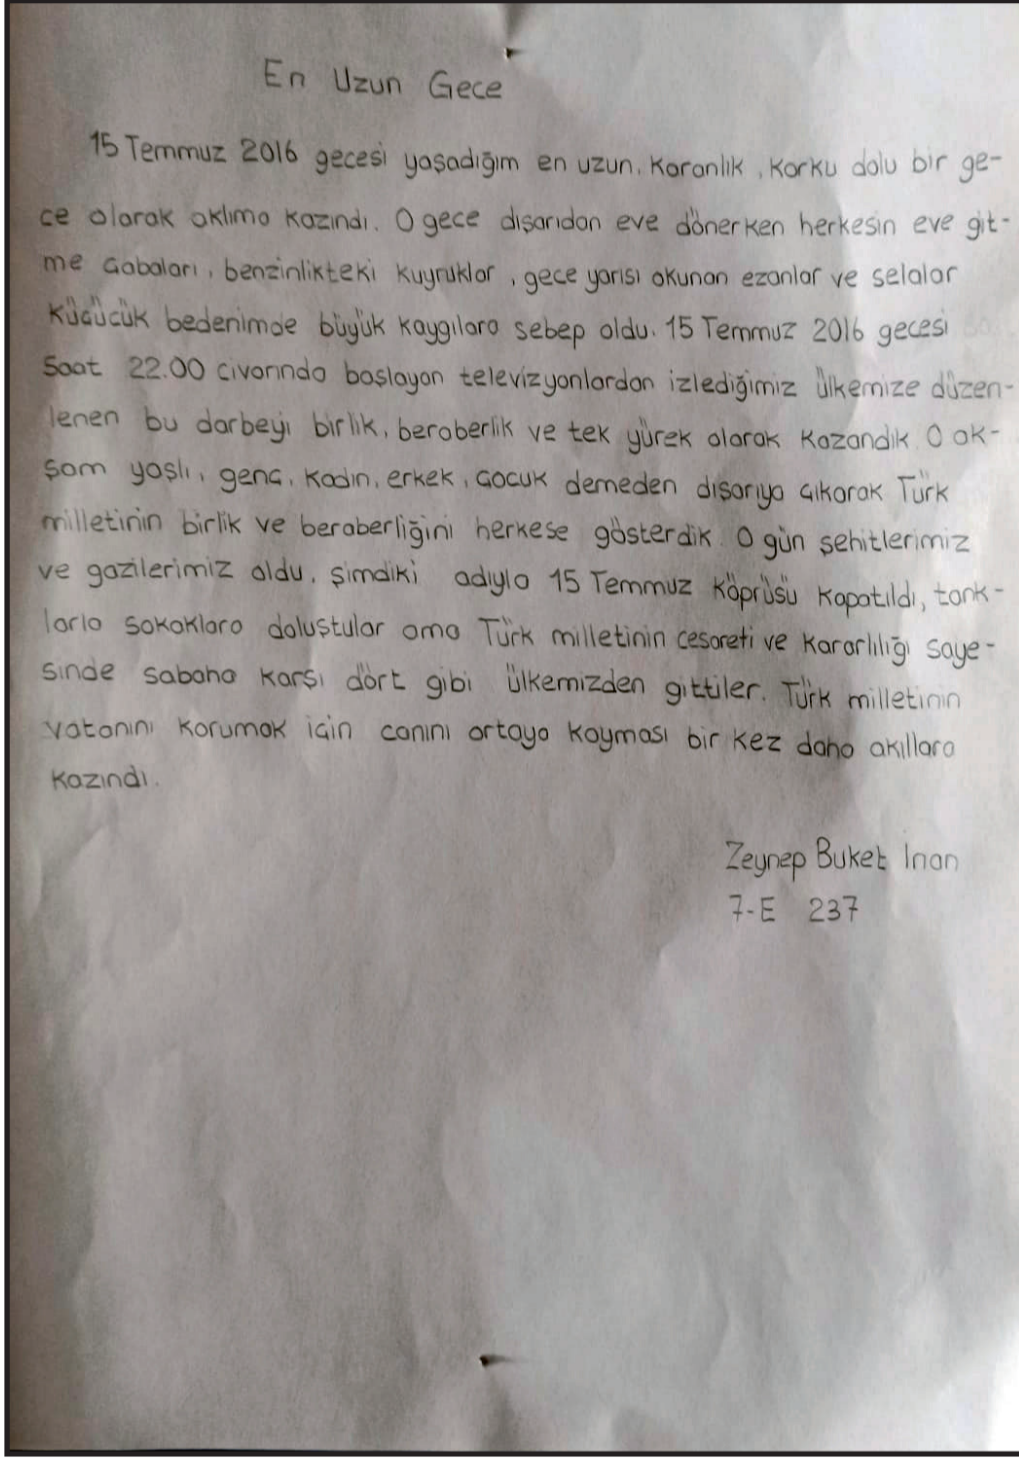 En Uzun Gece
15 Temmuz 2016 gecesi yaşadığım en uzun, karanlık, korku dolu bir ge-
ce olarak aklıma kazındı. O gece dışarıdan eve dönerken herkesin eve git-
me çabaları, benzinlikteki kuyruklar, gece yarısı okunan ezanlar ve selalar
küçücük bedenimde büyük kaygılara sebep oldu. 15 Temmuz 2016 gecesi
Saat 22.00 civarında başlayan televizyonlardan izlediğimiz ülkemize düzen-
lenen bu darbeyi birlik, beraberlik ve tek yürek olarak kazandık. O ak-
şam yaşlı, genç, kadın, erkek, çocuk demeden dışarıya çıkarak Türk
milletinin birlik ve beraberliğini herkese gösterdik. O gün şehitlerimiz
ve gazilerimiz oldu, şimdiki adıyla 15 Temmuz Köprüsü kapatıldı, tank-
larla sokaklara doluştular ama Türk milletinin cesareti ve kararlılığı saye-
sinde sabaha karşı dört gibi ülkemizden gittiler. Türk milletinin
vatanını korumak için canını ortaya koyması bir kez daha akıllara
kazındı.
Zeynep Buket Inan
7-E 237